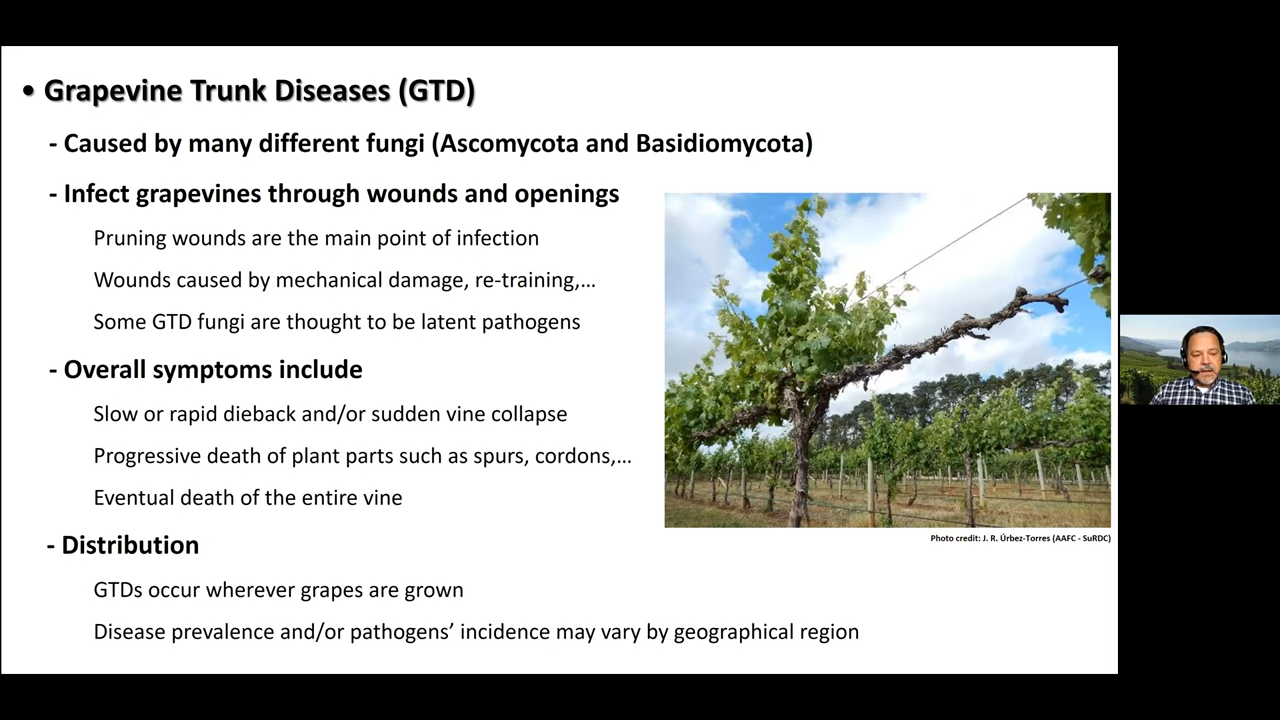 • Grapevine Trunk Diseases (GTD)
- Caused by many different fungi (Ascomycota and Basidiomycota)
- Infect grapevines through wounds and openings
Pruning wounds are the main point of infection
Wounds caused by mechanical damage, re-training,...
Some GTD fungi are thought to be latent pathogens
- Overall symptoms include
Slow or rapid dieback and/or sudden vine collapse
Progressive death of plant parts such as spurs, cordons,...
Eventual death of the entire vine
Photo credit: J. R. Úrbez-Torres (AAFC - SuRDC)
- Distribution
GTDs occur wherever grapes are grown
Disease prevalence and/or pathogens’ incidence may vary by geographical region